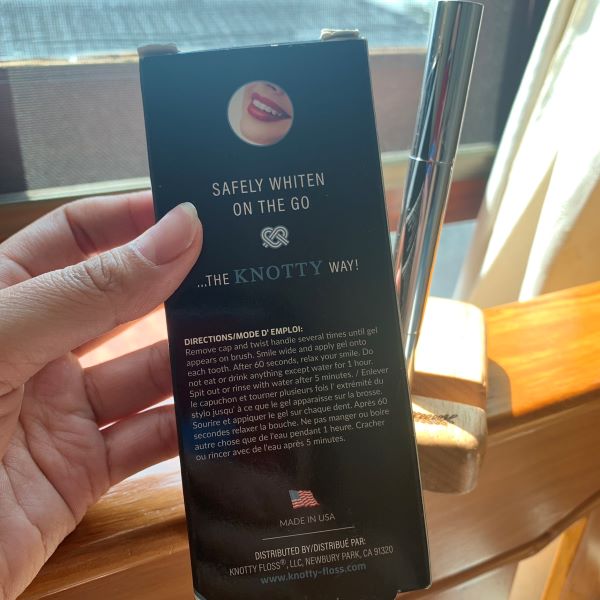 SAFELY WHITEN
ON THE GO
...THE KNOTTY WAY!
DIRECTIONS/MODE D' EMPLOI:
Remove cap and twist handle several times until gel
appears on brush. Smile wide and apply gel onto
each tooth. After 60 seconds, relax your smile. Do
not eat or drink anything except water for 1 hour.
Spit out or rinse with water after 5 minutes. / Enlever
le capuchon et tourner plusieurs fois l' extrémité du
stylo jusqu' à ce que le gel apparaisse sur la brosse.
Sourire et appliquer le gel sur chaque dent. Après 60
secondes relaxer la bouche. Ne pas manger ou boire
autre chose que de l'eau pendant 1 heure. Cracher
ou rincer avec de l'eau après 5 minutes.
MADE IN USA
DISTRIBUTED BY/DISTRIBUÉ PAR:
KNOTTY FLOSS®, LLC, NEWBURY PARK, CA 91320
www.knotty-floss.com